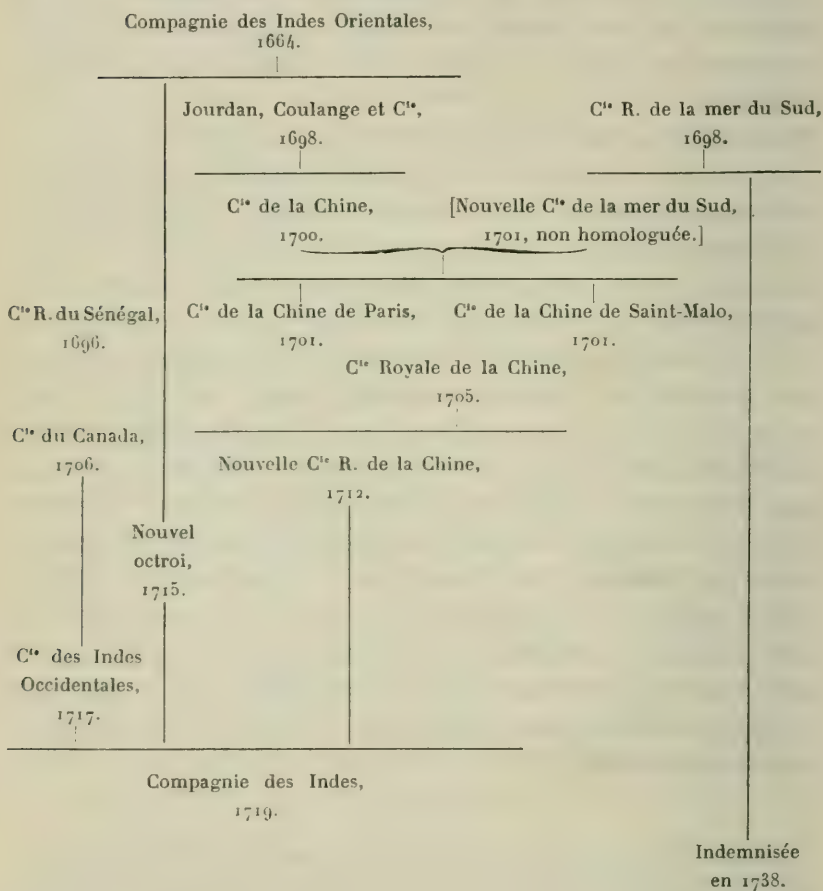 Compagnie des Indes Orientales,
1664.
Jourdan, Coulange et Cie,
1698.
Cie R. de la mer du Sud,
1698.
Cie de la Chine,
1700.
[Nouvelle Cie de la mer du Sud,
1701, non homologuée.]
Cie R. du Sénégal,
1696.
Cie de la Chine de Paris,
1701.
Cie de la Chine de Saint-Malo,
1701.
Cie Royale de la Chine,
1705.
Cie du Canada,
1706.
Nouvelle Cie R. de la Chine,
1712.
Nouvel
octroi,
1715.
Cie des Indes
Occidentales,
1717.
Compagnie des Indes,
1719.
Indemnisée
en 1738.